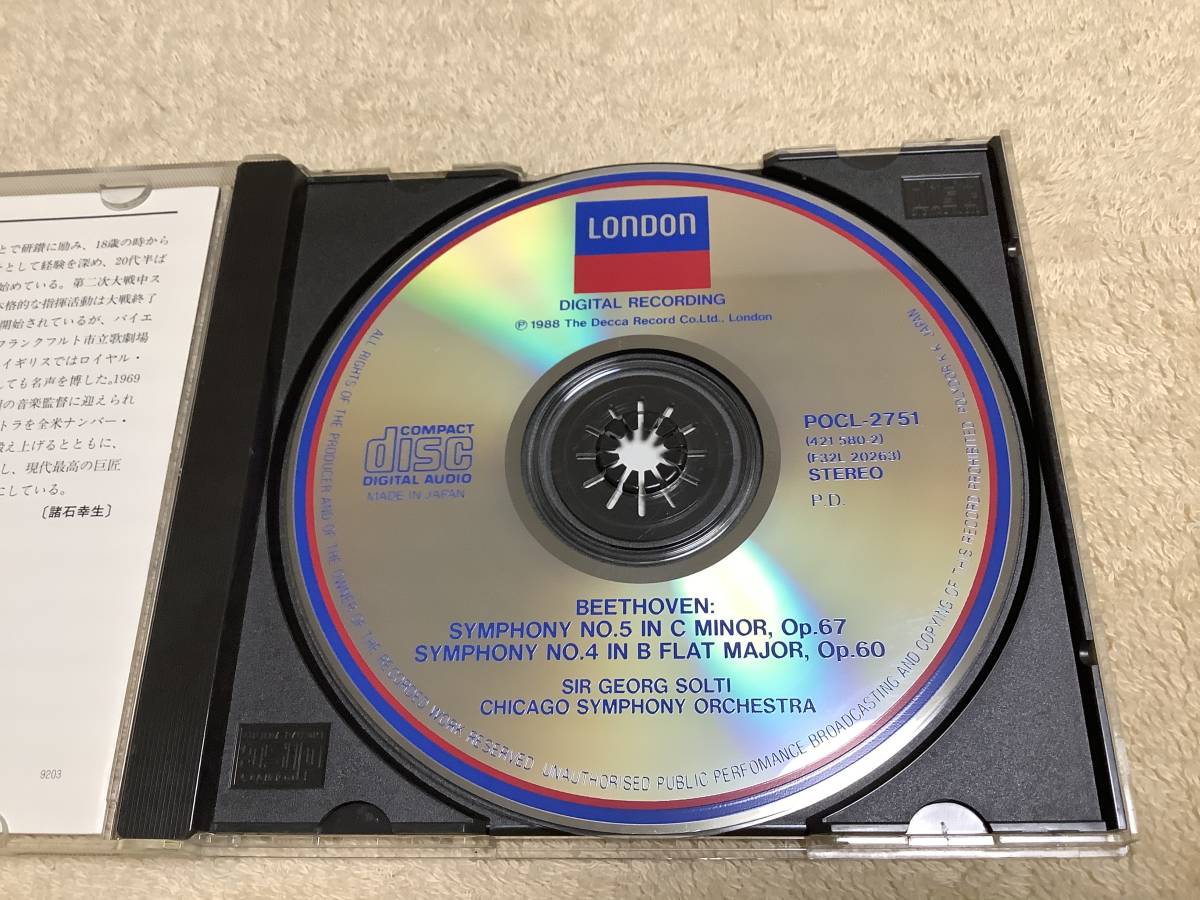 とで研鑽に励み、18歳の時から
として経験を深め、20代半ば
始めている。第二次大戦中ス
本格的な指揮活動は大戦終了
開始されているが、バイエ
フランクフルト市立歌劇場
イギリスではロイヤル・
しても名声を博した。1969
の音楽監督に迎えられ
トラを全米ナンバー・
鍛え上げるとともに、
し、現代最高の巨匠
にしている。
〔諸石幸生〕
9203
LONDON
DIGITAL RECORDING
℗ 1988 The Decca Record Co.Ltd., London
COMPACT
disc
DIGITAL AUDIO
MADE IN JAPAN
POCL-2751
(421 580-2)
(F32L 20263)
STEREO
P.D.
BEETHOVEN:
SYMPHONY NO.5 IN C MINOR, Op.67
SYMPHONY NO.4 IN B FLAT MAJOR, Op.60
SIR GEORG SOLTI
CHICAGO SYMPHONY ORCHESTRA
ALL RIGHTS OF THE PRODUCER AND OF THE OWNER OF THE RECORDED WORK RESERVED. UNAUTHORISED PUBLIC PERFOMANCE BROADCASTING AND COPYING OF THIS RECORD PROHIBITED. POLYDOR K.K. JAPAN